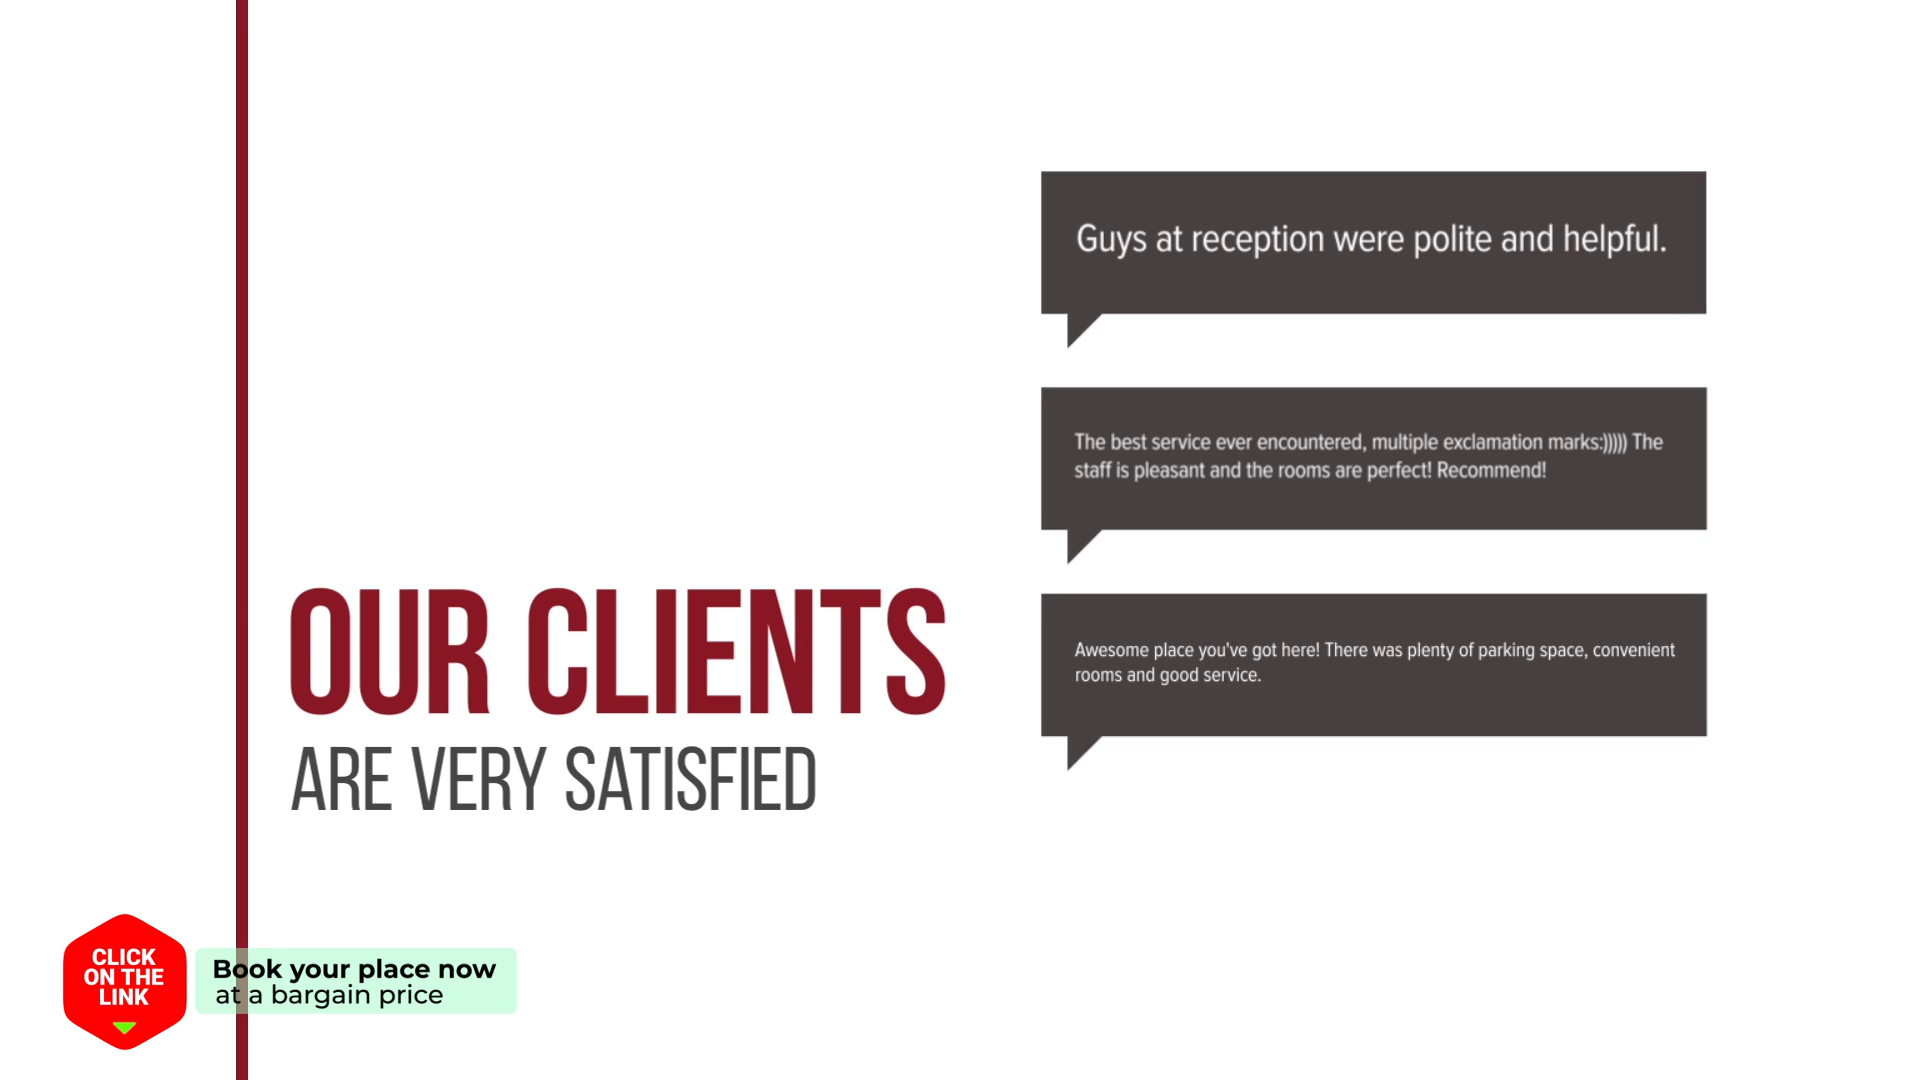 Guys at reception were polite and helpful.
The best service ever encountered, multiple exclamation marks:))))) The
staff is pleasant and the rooms are perfect! Recommend!
Awesome place you've got here! There was plenty of parking space, convenient
rooms and good service.
OUR CLIENTS
ARE VERY SATISFIED
CLICK
ON THE
LINK
Book your place now
at a bargain price